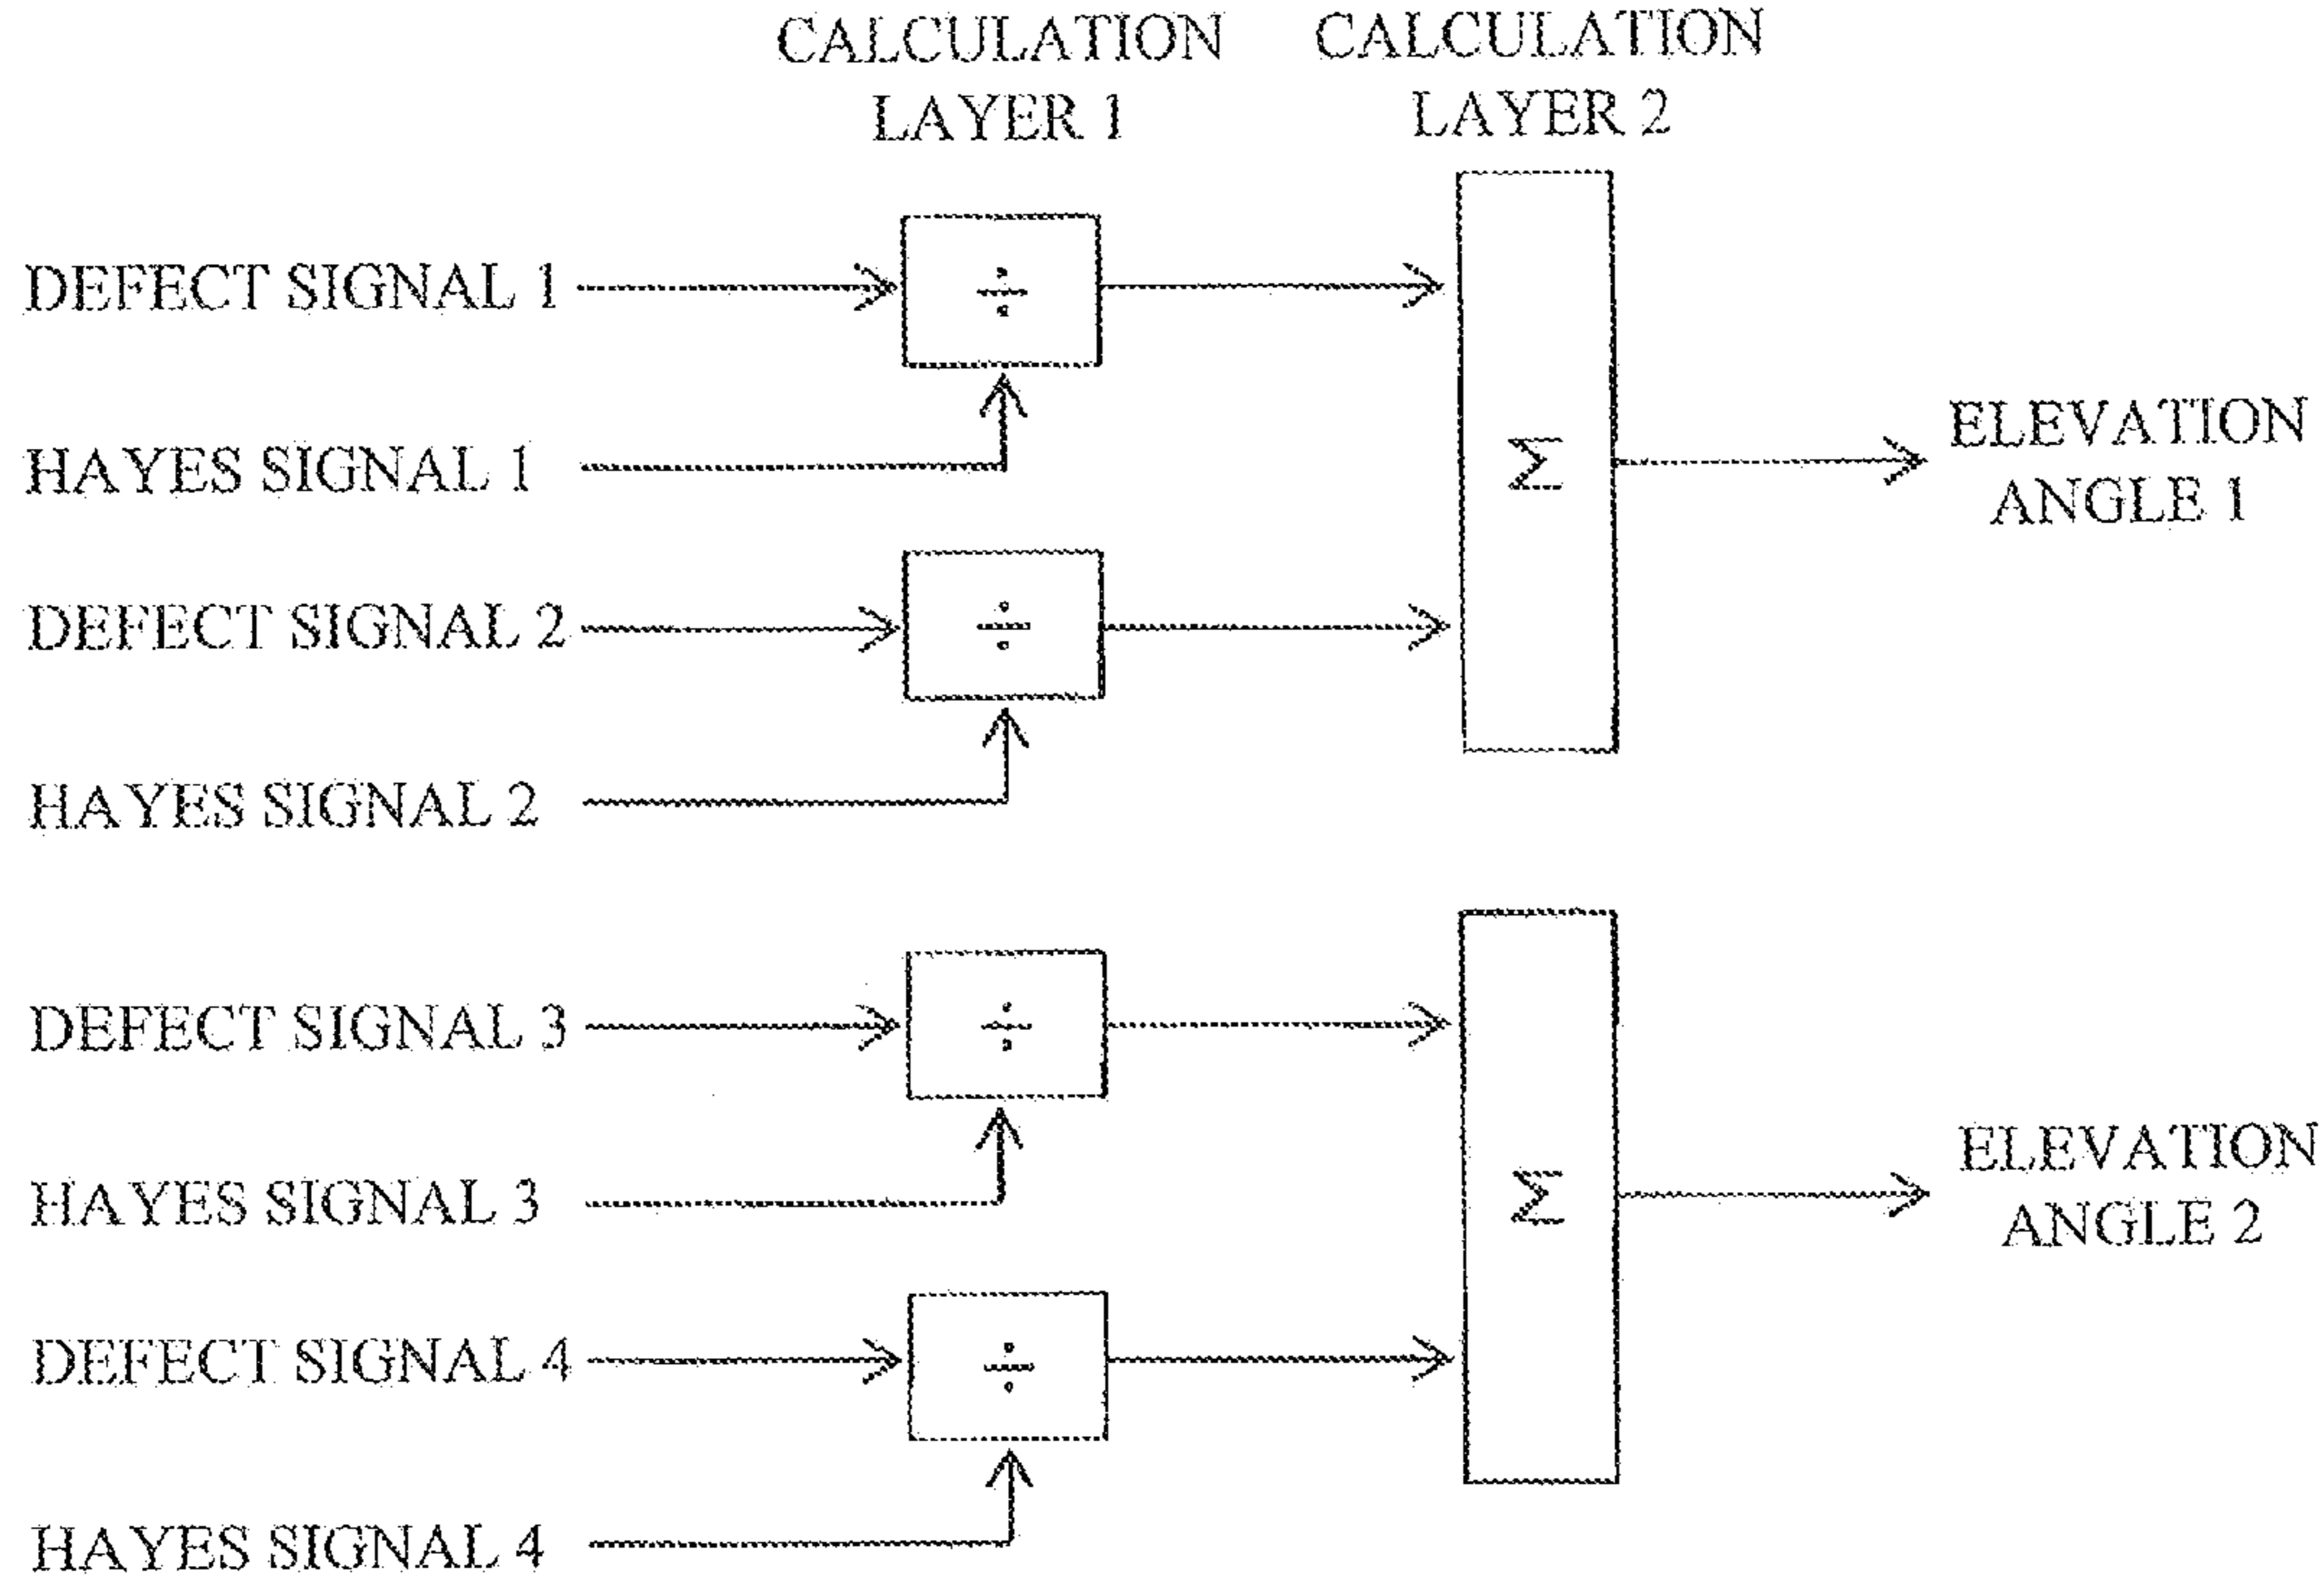 CALCULATION
LAYER 1
CALCULATION
LAYER 2
DEFECT SIGNAL 1
÷
HAYES SIGNAL 1
Σ
ELEVATION
ANGLE 1
DEFECT SIGNAL 2
÷
HAYES SIGNAL 2
DEFECT SIGNAL 3
÷
HAYES SIGNAL 3
Σ
ELEVATION
ANGLE 2
DEFECT SIGNAL 4
÷
HAYES SIGNAL 4